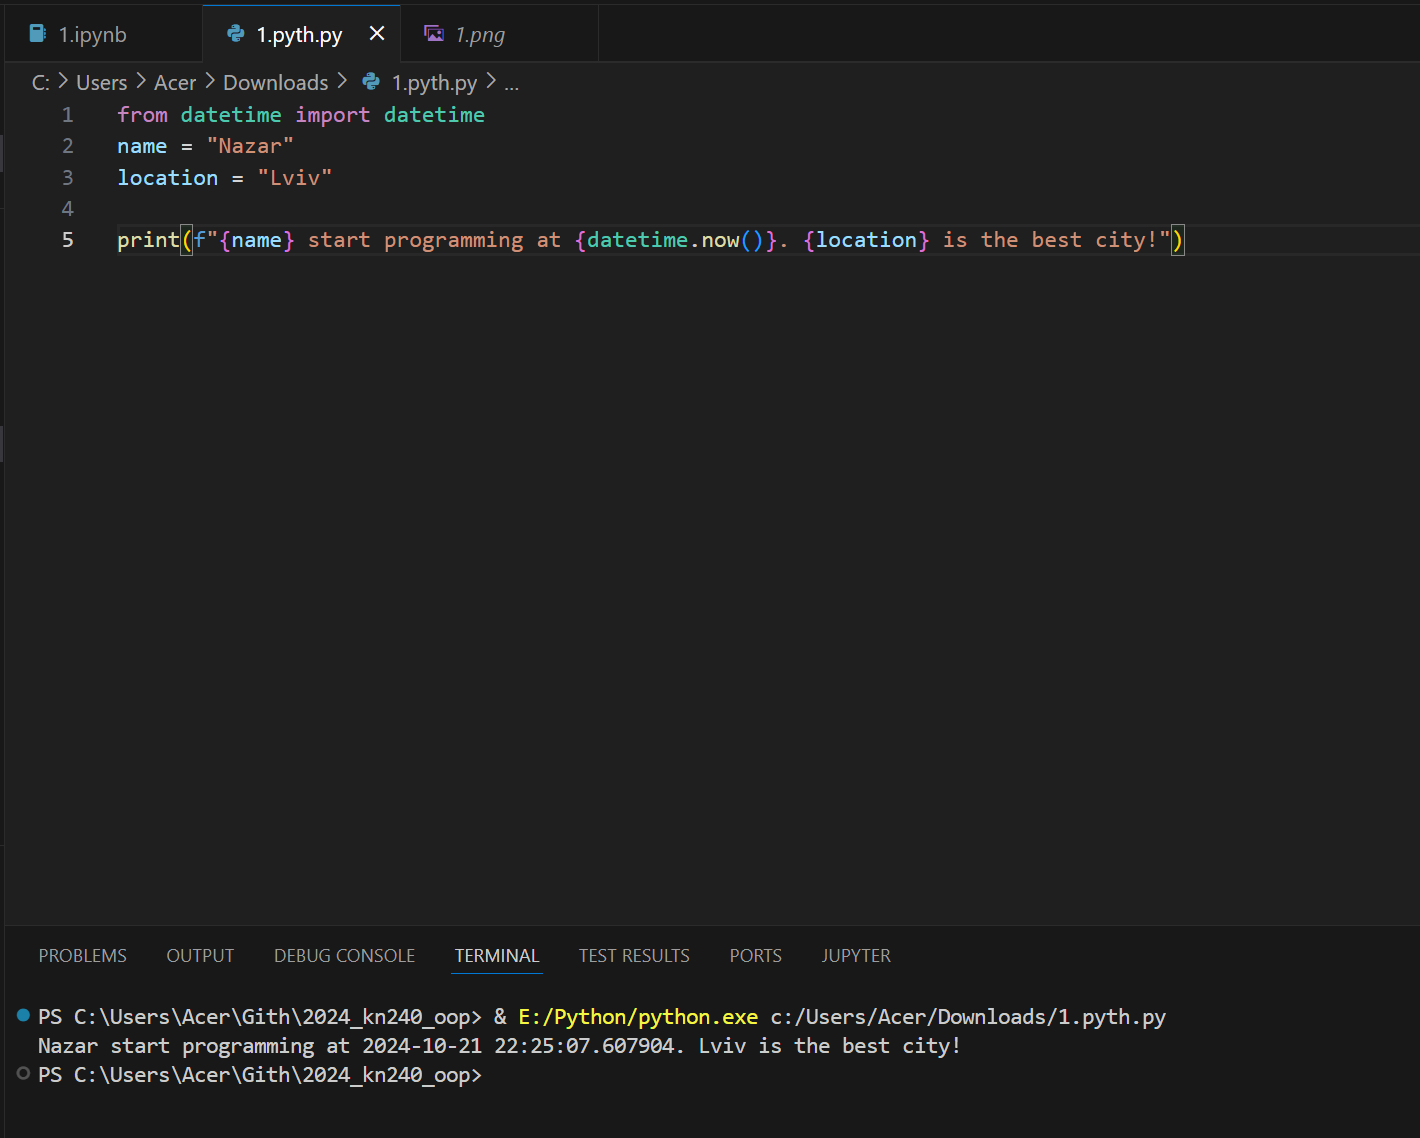 1.ipynb 1.pyth.py 1.png
C: > Users > Acer > Downloads > 1.pyth.py > ...
1 from datetime import datetime
2 name = "Nazar"
3 location = "Lviv"
4
5 print(f"{name} start programming at {datetime.now()}. {location} is the best city!")
PROBLEMS OUTPUT DEBUG CONSOLE TERMINAL TEST RESULTS PORTS JUPYTER
PS C:\Users\Acer\Gith\2024_kn240_oop> & E:/Python/python.exe c:/Users/Acer/Downloads/1.pyth.py
Nazar start programming at 2024-10-21 22:25:07.607904. Lviv is the best city!
PS C:\Users\Acer\Gith\2024_kn240_oop>